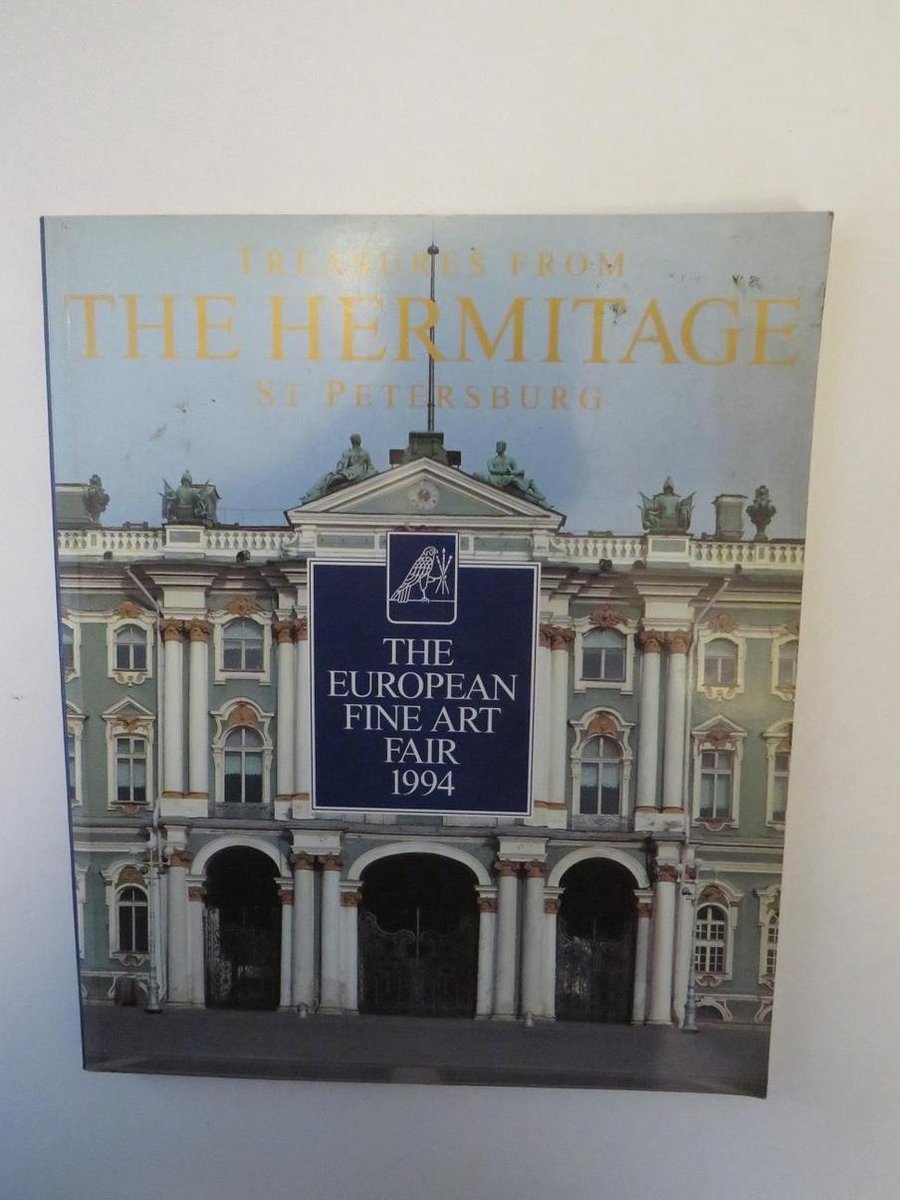 TREASURES FROM
THE HERMITAGE
ST PETERSBURG
THE
EUROPEAN
FINE ART
FAIR
1994